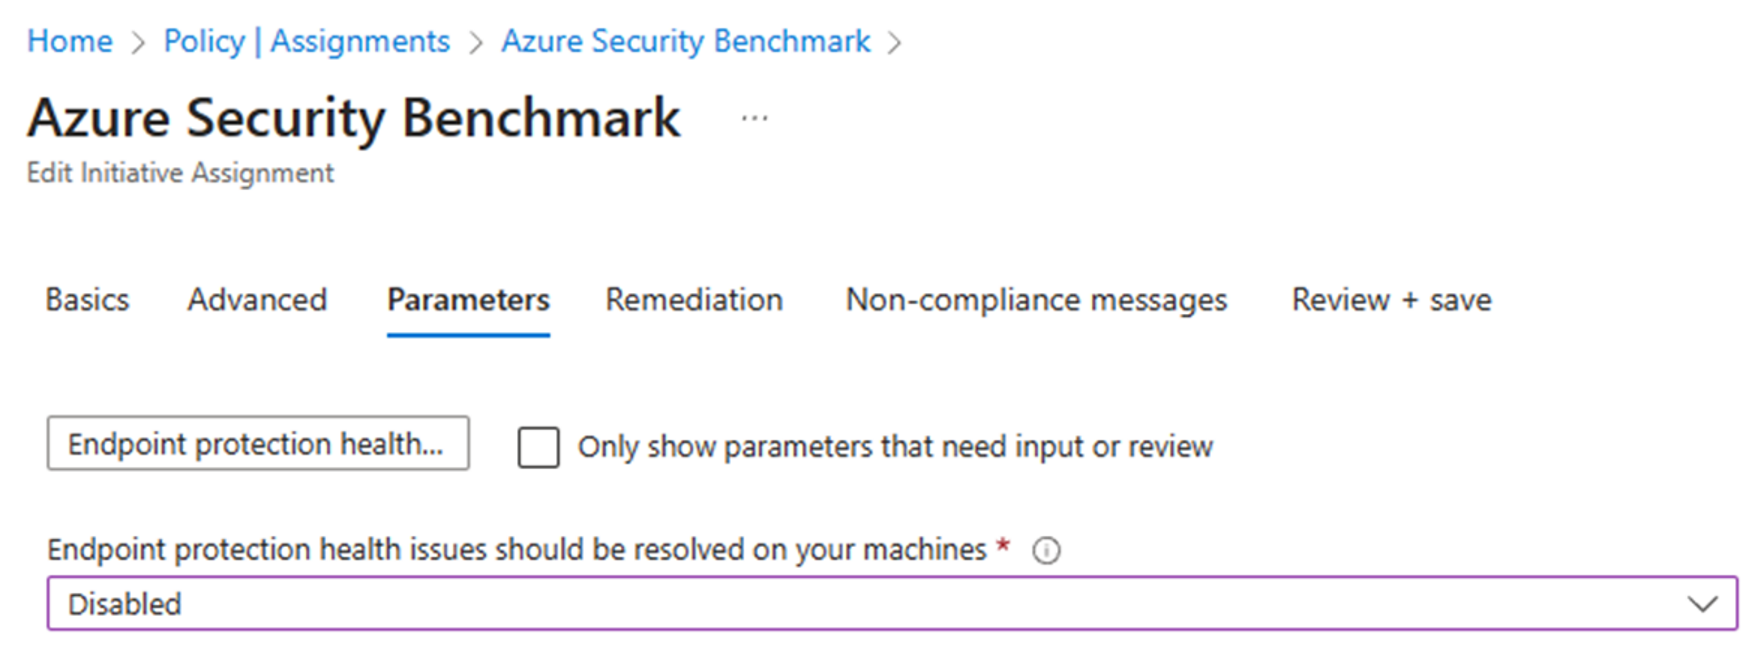 Home > Policy | Assignments > Azure Security Benchmark >
Azure Security Benchmark ...
Edit Initiative Assignment
Basics Advanced Parameters Remediation Non-compliance messages Review + save
Endpoint protection health... Only show parameters that need input or review
Endpoint protection health issues should be resolved on your machines *
Disabled